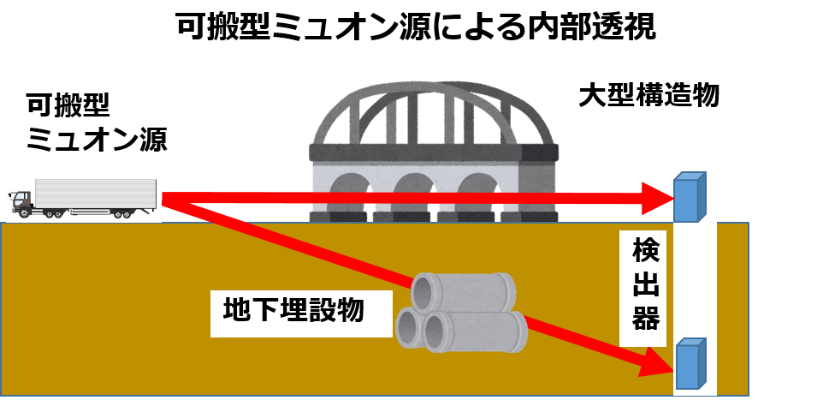 可搬型ミュオン源による内部透視
可搬型
ミュオン源
大型構造物
検出器
地下埋設物